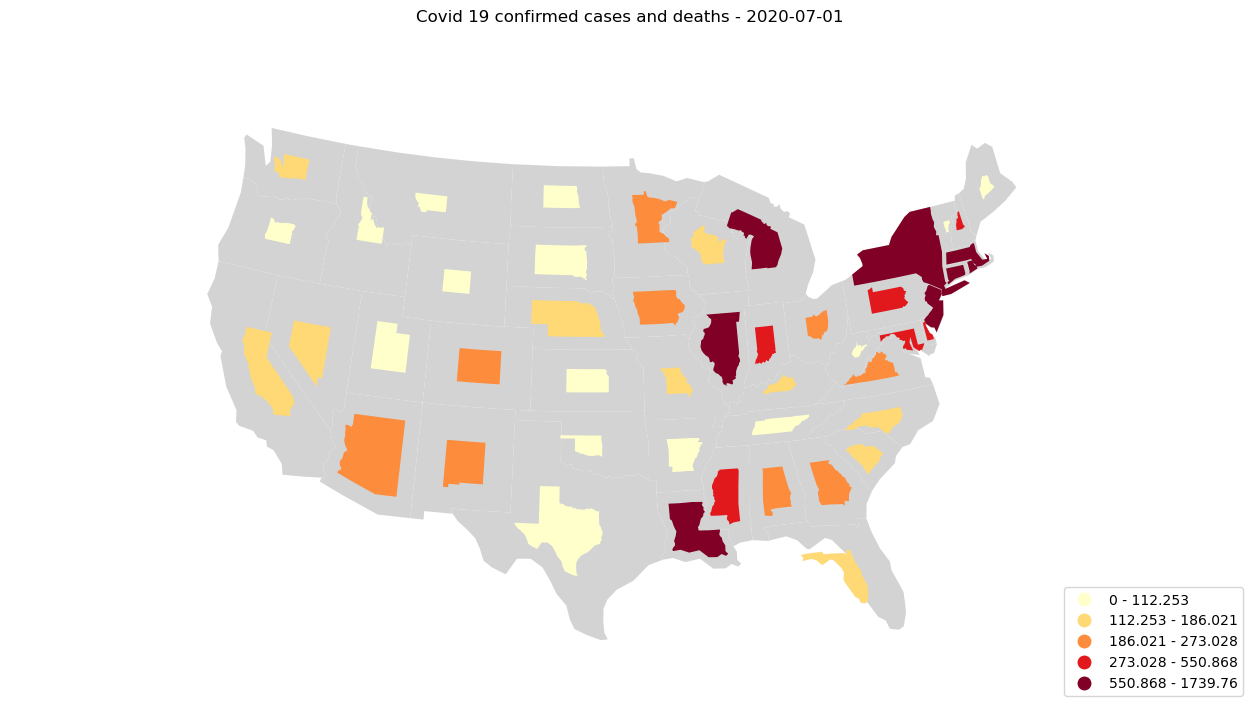 Covid 19 confirmed cases and deaths - 2020-07-01
0 - 112.253
112.253 - 186.021
186.021 - 273.028
273.028 - 550.868
550.868 - 1739.76